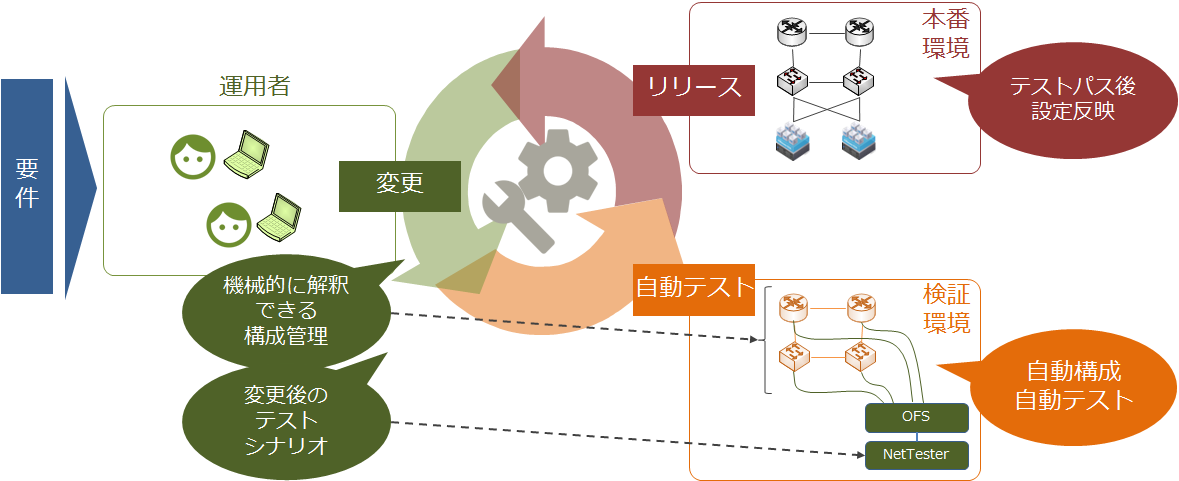 要
件
運用者
変更
機械的に解釈
できる
構成管理
変更後の
テスト
シナリオ
リリース
本番
環境
テストパス後
設定反映
自動テスト
検証
環境
自動構成
自動テスト
OFS
NetTester